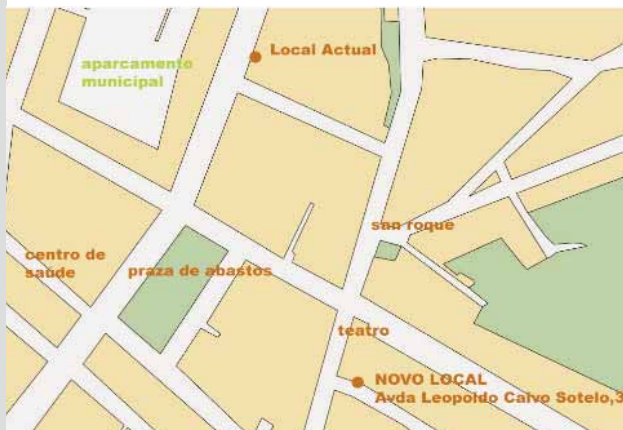 Local Actual
aparcamento
municipal
san roque
centro de
saúde
praza de abastos
teatro
NOVO LOCAL
Avda Leopoldo Calvo Sotelo,3